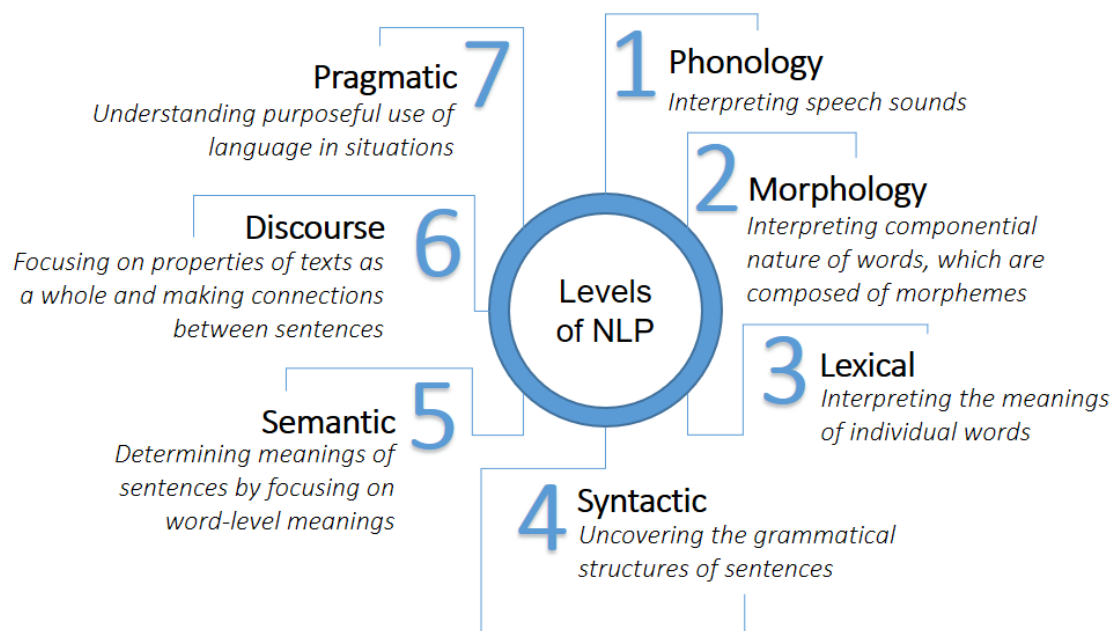 Levels
of NLP
1
Phonology
Interpreting speech sounds
2
Morphology
Interpreting componential
nature of words, which are
composed of morphemes
3
Lexical
Interpreting the meanings
of individual words
4
Syntactic
Uncovering the grammatical
structures of sentences
5
Semantic
Determining meanings of
sentences by focusing on
word-level meanings
6
Discourse
Focusing on properties of texts as
a whole and making connections
between sentences
7
Pragmatic
Understanding purposeful use of
language in situations